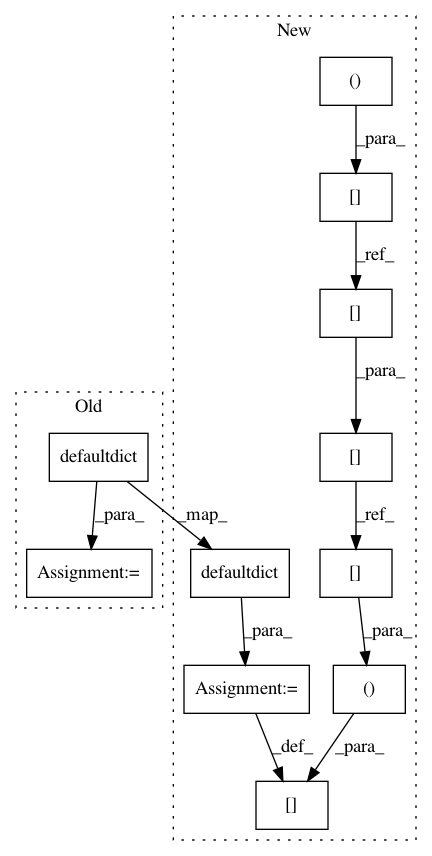 New
()
_para_
[]
_ref_
[]
_para_
Old
defaultdict
[]
_para_
_map_
_ref_
Assignment:=
defaultdict
[]
_para_
_para_
Assignment:=
()
_def_
_para_
[]